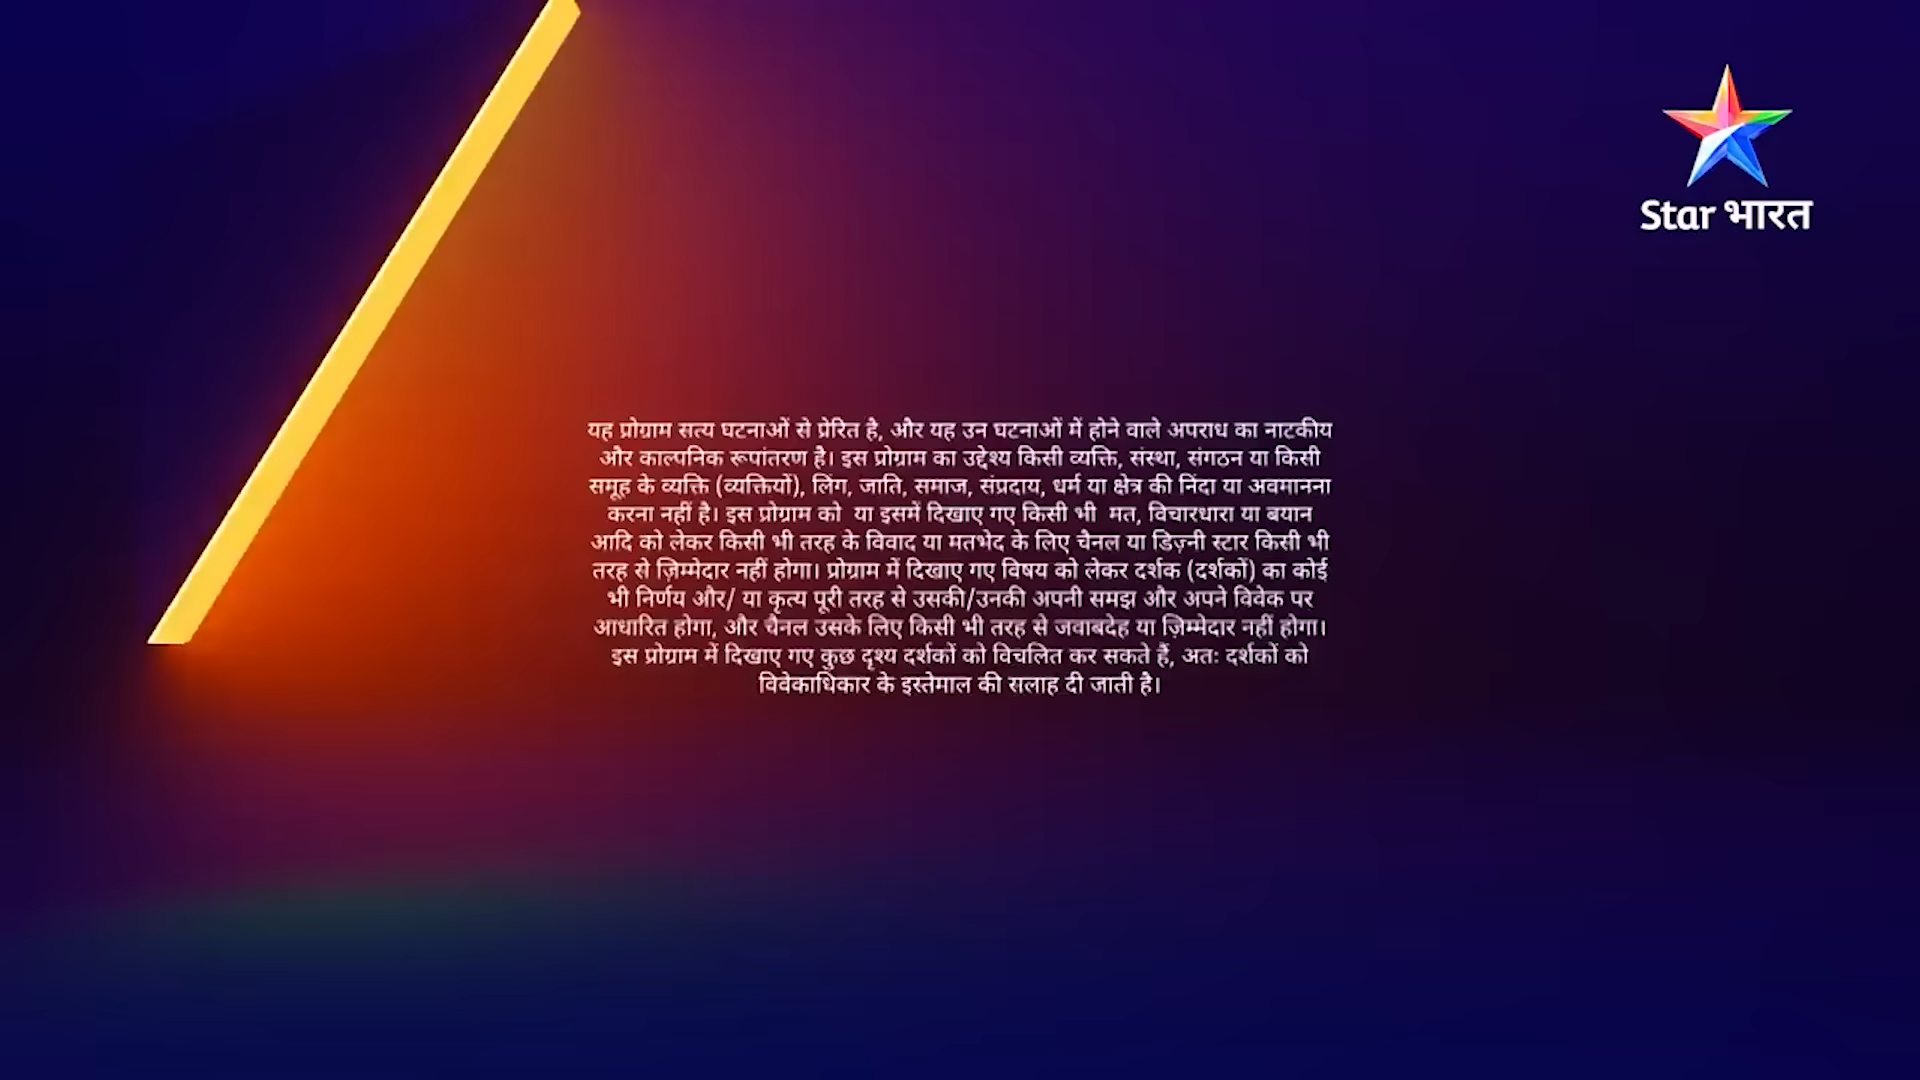 Star भारत
यह प्रोग्राम सत्य घटनाओं से प्रेरित है, और यह उन घटनाओं में होने वाले अपराध का नाटकीय
और काल्पनिक रूपांतरण है। इस प्रोग्राम का उद्देश्य किसी व्यक्ति, संस्था, संगठन या किसी
समूह के व्यक्ति (व्यक्तियों), लिंग, जाति, समाज, संप्रदाय, धर्म या क्षेत्र की निंदा या अवमानना
करना नहीं है। इस प्रोग्राम को या इसमें दिखाए गए किसी भी मत, विचारधारा या बयान
आदि को लेकर किसी भी तरह के विवाद या मतभेद के लिए चैनल या डिज़्नी स्टार किसी भी
तरह से ज़िम्मेदार नहीं होगा। प्रोग्राम में दिखाए गए विषय को लेकर दर्शक (दर्शकों) का कोई
भी निर्णय और/ या कृत्य पूरी तरह से उसकी/उनकी अपनी समझ और अपने विवेक पर
आधारित होगा, और चैनल उसके लिए किसी भी तरह से जवाबदेह या ज़िम्मेदार नहीं होगा।
इस प्रोग्राम में दिखाए गए कुछ दृश्य दर्शकों को विचलित कर सकते हैं, अतः दर्शकों को
विवेकाधिकार के इस्तेमाल की सलाह दी जाती है।